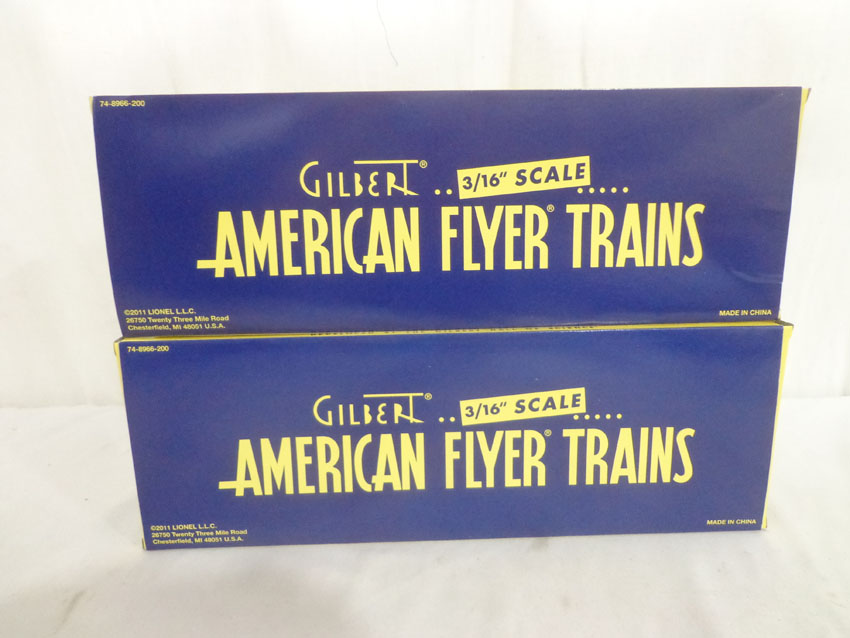 74-8966-200
GILBERT® ..3/16" SCALE.....
AMERICAN FLYER® TRAINS
©2011 LIONEL L.L.C.
26750 Twenty Three Mile Road
Chesterfield, MI 48051 U.S.A.
MADE IN CHINA
74-8966-200
GILBERT® ..3/16" SCALE.....
AMERICAN FLYER® TRAINS
©2011 LIONEL L.L.C.
26750 Twenty Three Mile Road
Chesterfield, MI 48051 U.S.A.
MADE IN CHINA